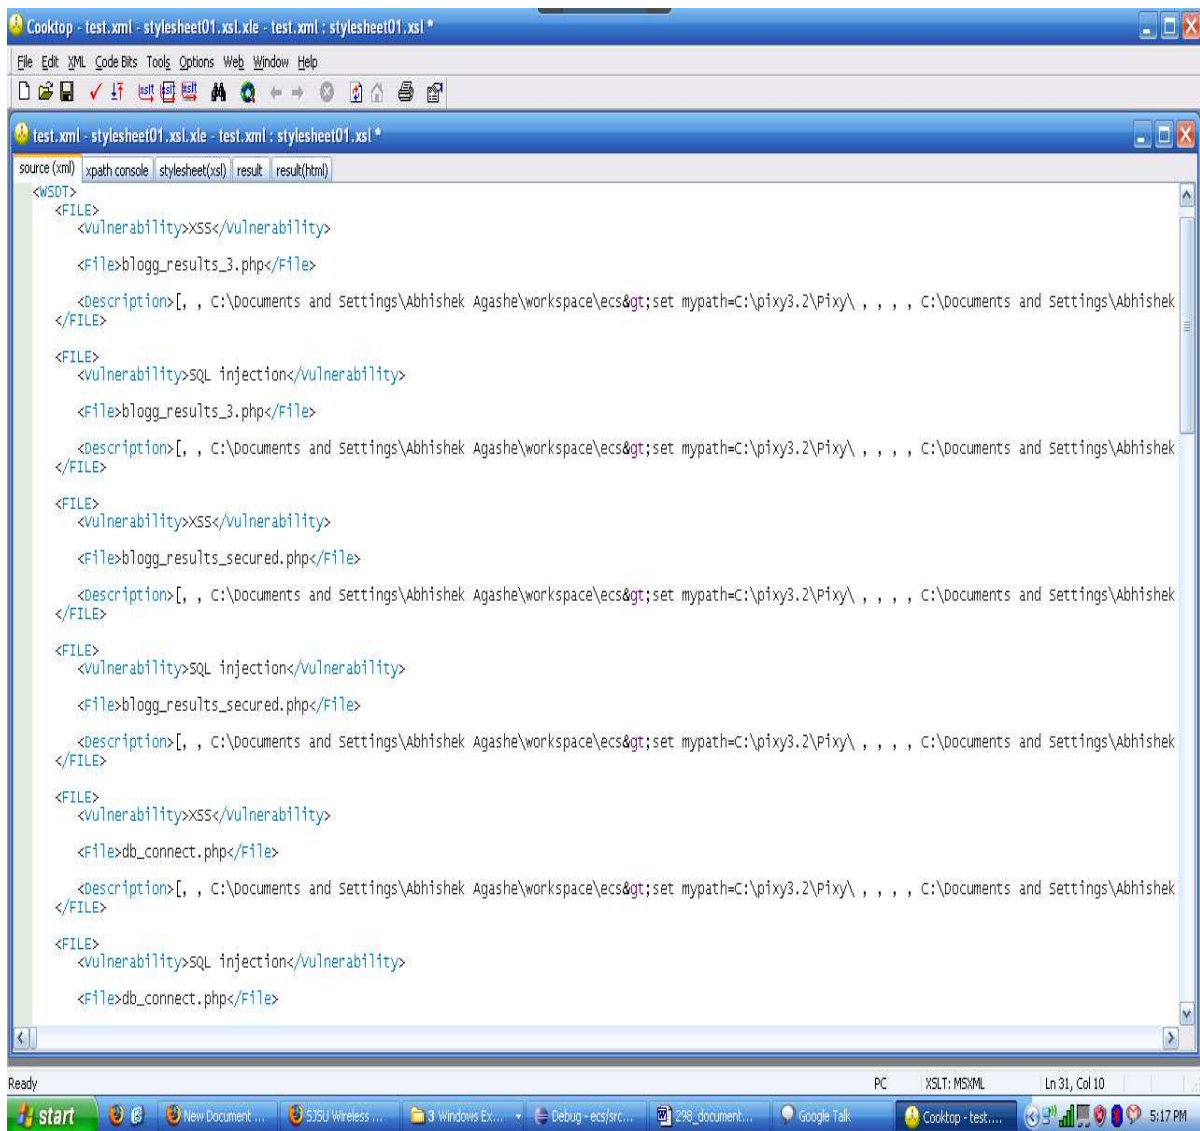 Cooktop - test.xml - stylesheet01.xsl.xle - test.xml : stylesheet01.xsl *
File Edit XML Code Bits Tools Options Web Window Help
xslt xslt xslt
test.xml - stylesheet01.xsl.xle - test.xml : stylesheet01.xsl *
source (xml) xpath console stylesheet(xsl) result result(html)
<WSDT>
<FILE>
<Vulnerability>XSS</Vulnerability>
<File>blogg_results_3.php</File>
<Description>[, , C:\Documents and Settings\Abhishek Agashe\workspace\ecs&gt;set mypath=C:\pixy3.2\Pixy\ , , , , C:\Documents and Settings\Abhishek
</FILE>
<FILE>
<Vulnerability>SQL injection</Vulnerability>
<File>blogg_results_3.php</File>
<Description>[, , C:\Documents and Settings\Abhishek Agashe\workspace\ecs&gt;set mypath=C:\pixy3.2\Pixy\ , , , , C:\Documents and Settings\Abhishek
</FILE>
<FILE>
<Vulnerability>XSS</Vulnerability>
<File>blogg_results_secured.php</File>
<Description>[, , C:\Documents and Settings\Abhishek Agashe\workspace\ecs&gt;set mypath=C:\pixy3.2\Pixy\ , , , , C:\Documents and Settings\Abhishek
</FILE>
<FILE>
<Vulnerability>SQL injection</Vulnerability>
<File>blogg_results_secured.php</File>
<Description>[, , C:\Documents and Settings\Abhishek Agashe\workspace\ecs&gt;set mypath=C:\pixy3.2\Pixy\ , , , , C:\Documents and Settings\Abhishek
</FILE>
<FILE>
<Vulnerability>XSS</Vulnerability>
<File>db_connect.php</File>
<Description>[, , C:\Documents and Settings\Abhishek Agashe\workspace\ecs&gt;set mypath=C:\pixy3.2\Pixy\ , , , , C:\Documents and Settings\Abhishek
</FILE>
<FILE>
<Vulnerability>SQL injection</Vulnerability>
<File>db_connect.php</File>
Ready PC XSLT: MSXML Ln 31, Col 10
start New Document ... SJSU Wireless ... 3 Windows Ex... Debug - ecs/src... 298_document... Google Talk Cooktop - test.... 5:17 PM